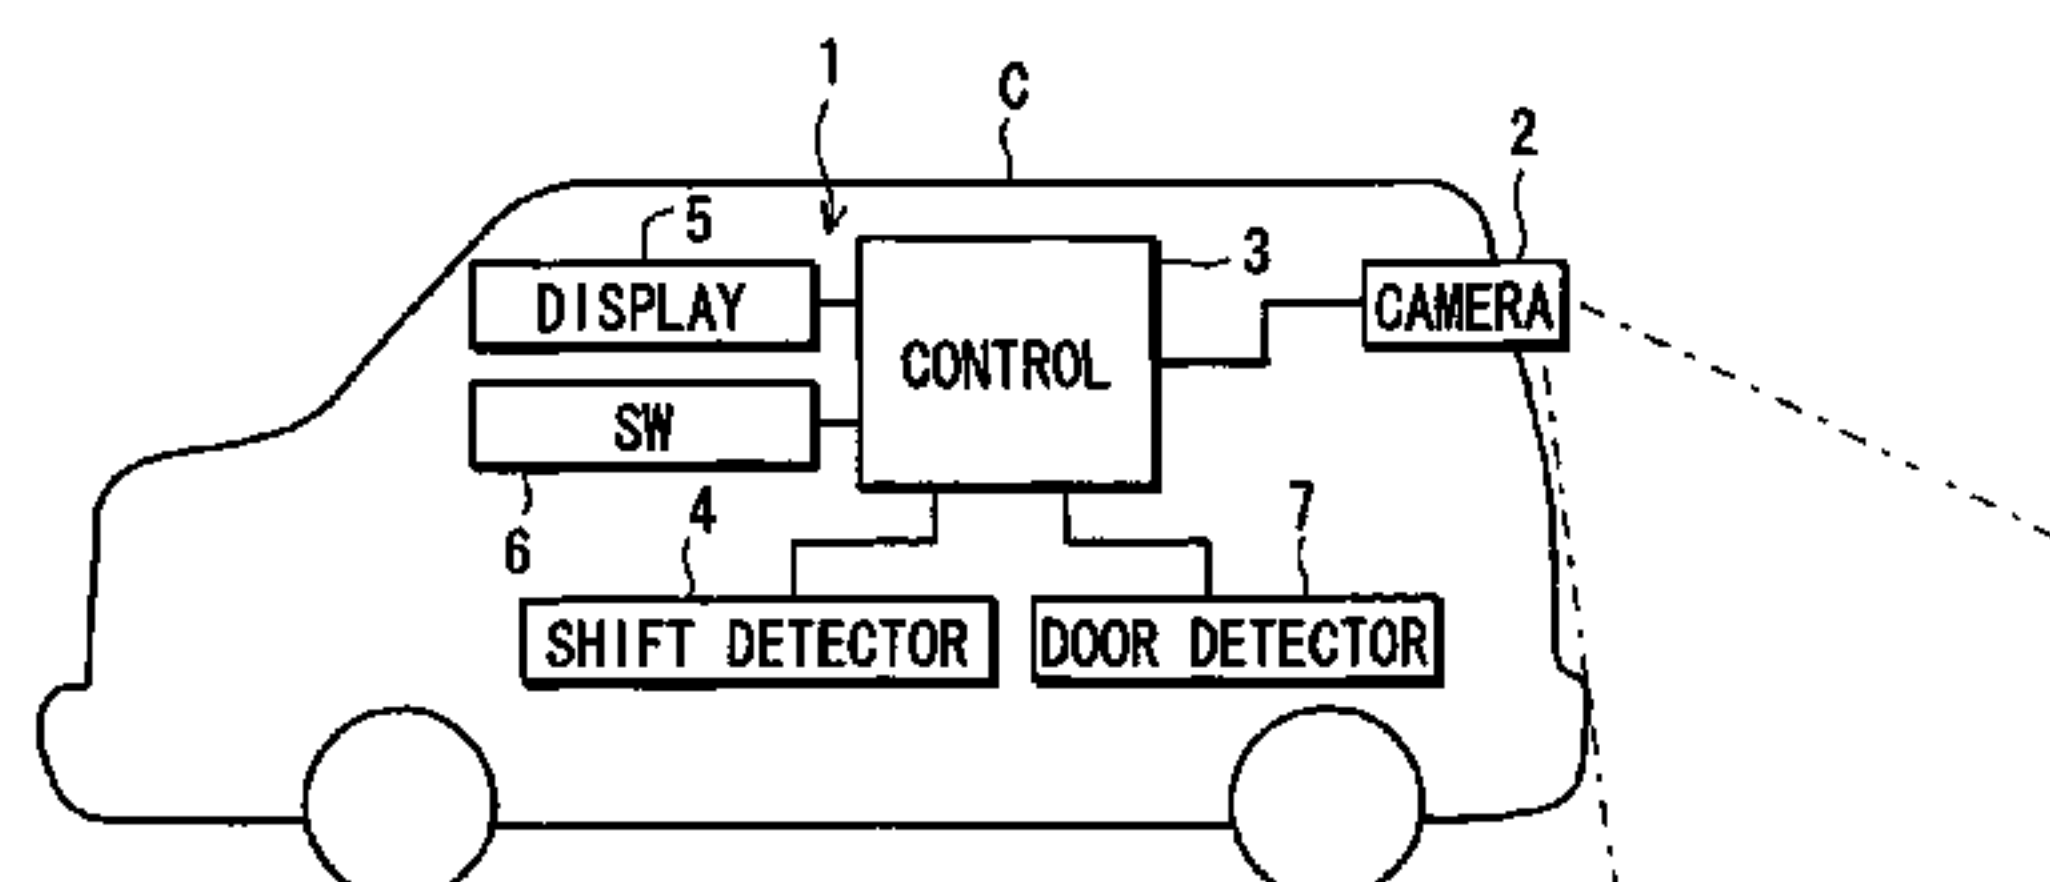 1
C
2
5
3
DISPLAY
CAMERA
CONTROL
SW
4
7
6
SHIFT DETECTOR
DOOR DETECTOR